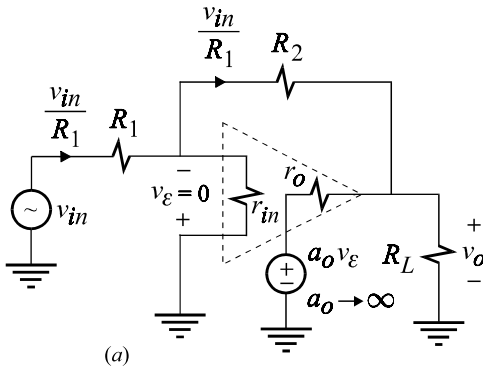 v_in
R_1
R_2
v_in
R_1
R_1
−
v_ε = 0
+
r_in
r_o
~
v_in
+
−
a_o v_ε
a_o → ∞
R_L
+
v_o
−
(a)